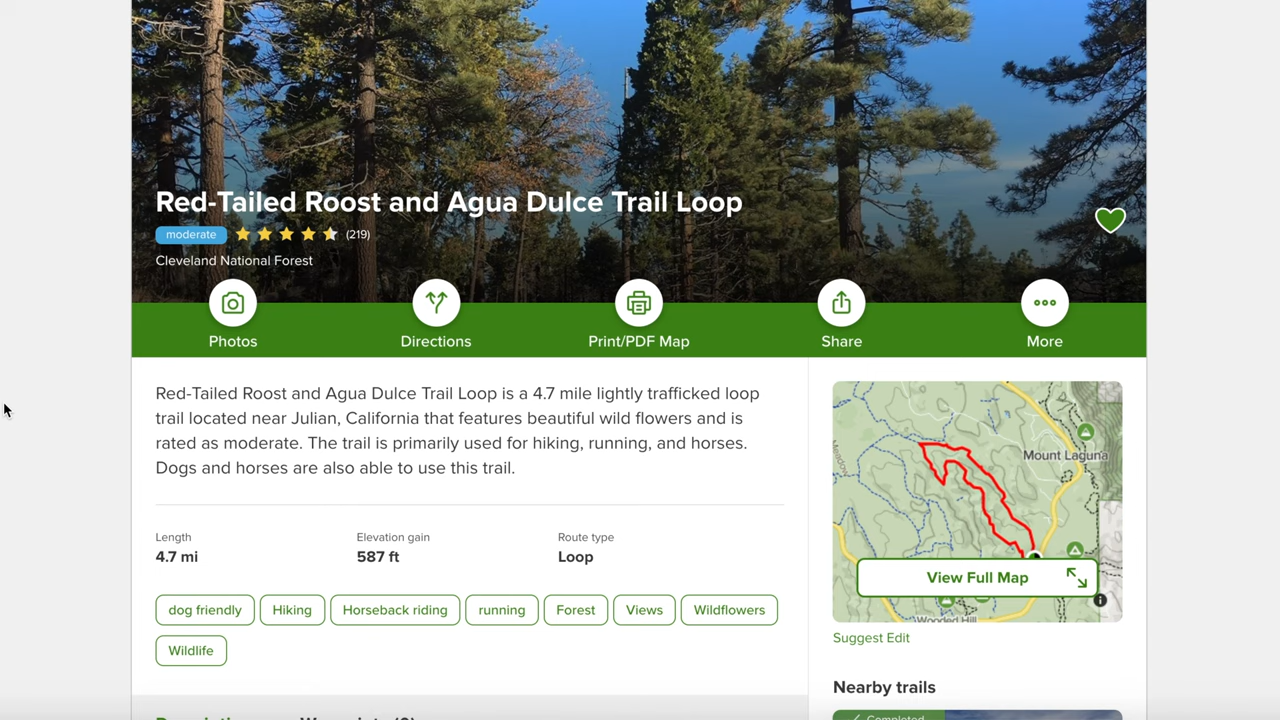 Red-Tailed Roost and Agua Dulce Trail Loop
moderate (219)
Cleveland National Forest
Photos
Directions
Print/PDF Map
Share
More
Red-Tailed Roost and Agua Dulce Trail Loop is a 4.7 mile lightly trafficked loop
trail located near Julian, California that features beautiful wild flowers and is
rated as moderate. The trail is primarily used for hiking, running, and horses.
Dogs and horses are also able to use this trail.
Length
4.7 mi
Elevation gain
587 ft
Route type
Loop
dog friendly
Hiking
Horseback riding
running
Forest
Views
Wildflowers
Wildlife
Meadow
Mount Laguna
View Full Map
Wooded Hill
Suggest Edit
Nearby trails
Completed